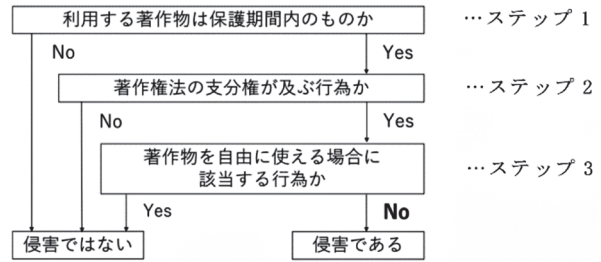 利用する著作物は保護期間内のものか …ステップ 1
No Yes
著作権法の支分権が及ぶ行為か …ステップ 2
No Yes
著作物を自由に使える場合に
該当する行為か …ステップ 3
Yes No
侵害ではない 侵害である